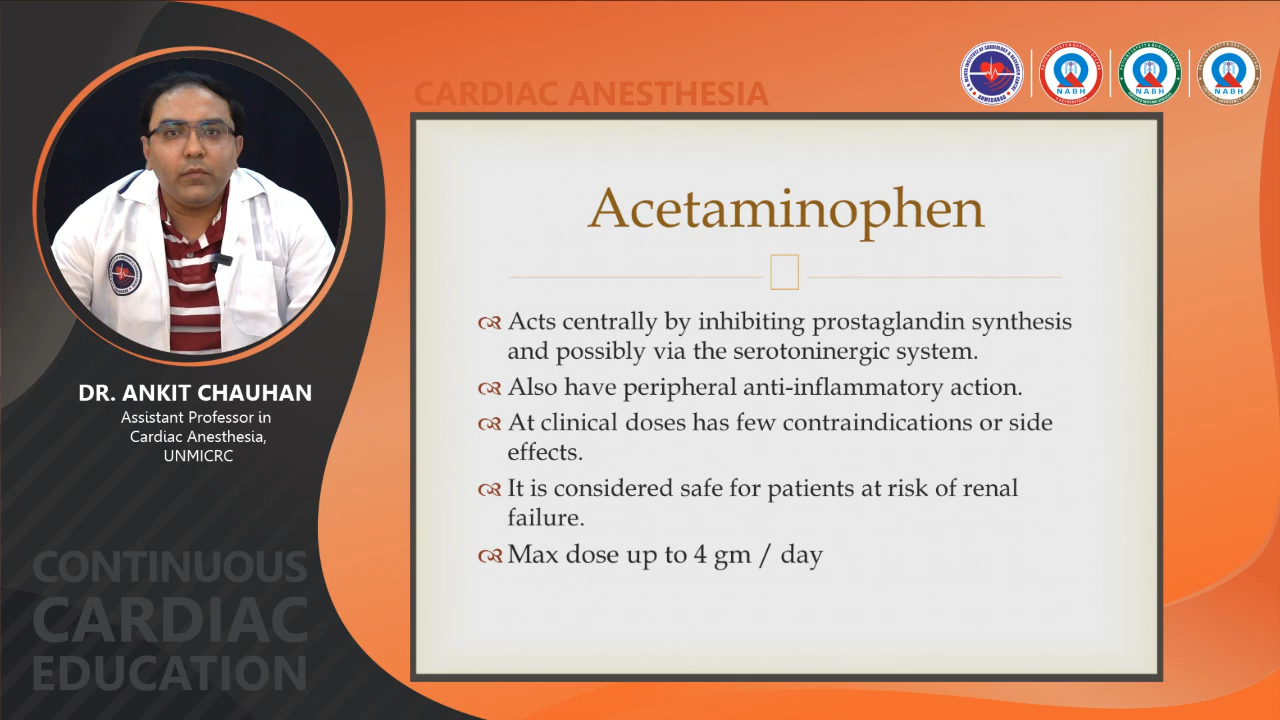 CARDIAC ANESTHESIA
NABH
NABH
NABH
Acetaminophen
Acts centrally by inhibiting prostaglandin synthesis
and possibly via the serotoninergic system.
Also have peripheral anti-inflammatory action.
At clinical doses has few contraindications or side
effects.
It is considered safe for patients at risk of renal
failure.
Max dose up to 4 gm / day
DR. ANKIT CHAUHAN
Assistant Professor in
Cardiac Anesthesia,
UNMICRC
CONTINUOUS
CARDIAC
EDUCATION